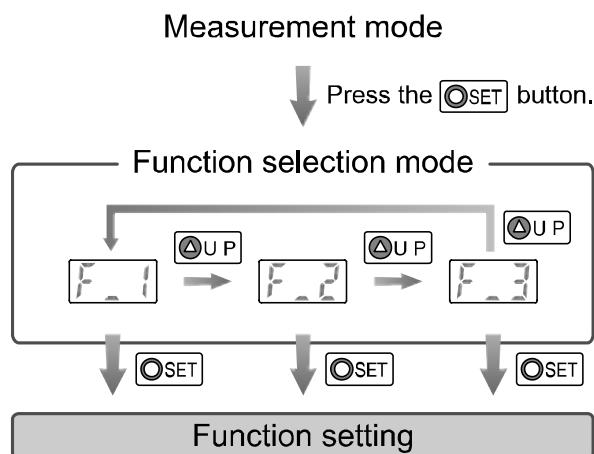 Measurement mode
Press the SET button.
Function selection mode
UP
UP UP
F_1 F_2 F_3
SET SET SET
Function setting